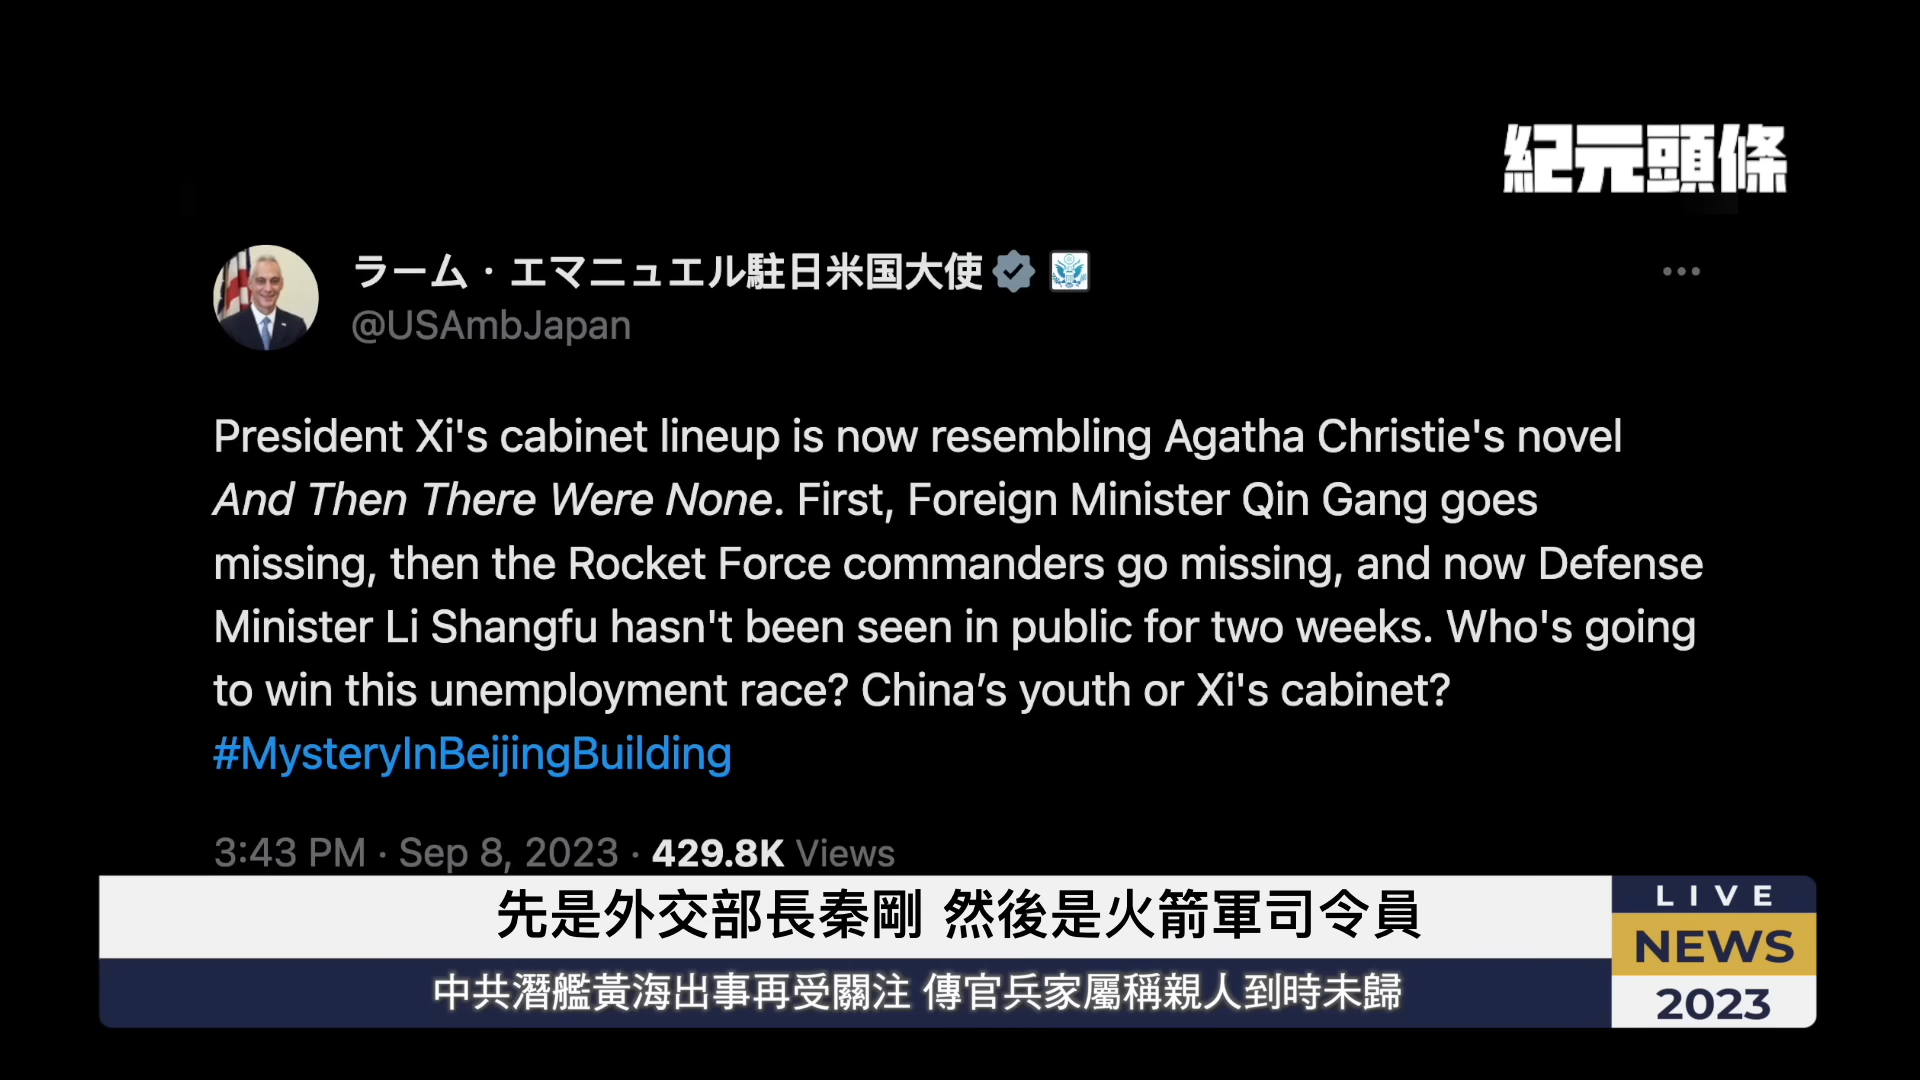 紀元頭條
ラーム・エマニュエル駐日米国大使
@USAmbJapan
President Xi's cabinet lineup is now resembling Agatha Christie's novel
And Then There Were None. First, Foreign Minister Qin Gang goes
missing, then the Rocket Force commanders go missing, and now Defense
Minister Li Shangfu hasn't been seen in public for two weeks. Who's going
to win this unemployment race? China’s youth or Xi's cabinet?
#MysteryInBeijingBuilding
3:43 PM · Sep 8, 2023 · 429.8K Views
先是外交部長秦剛 然後是火箭軍司令員
中共潛艦黃海出事再受關注 傳官兵家屬稱親人到時未歸
LIVE
NEWS
2023